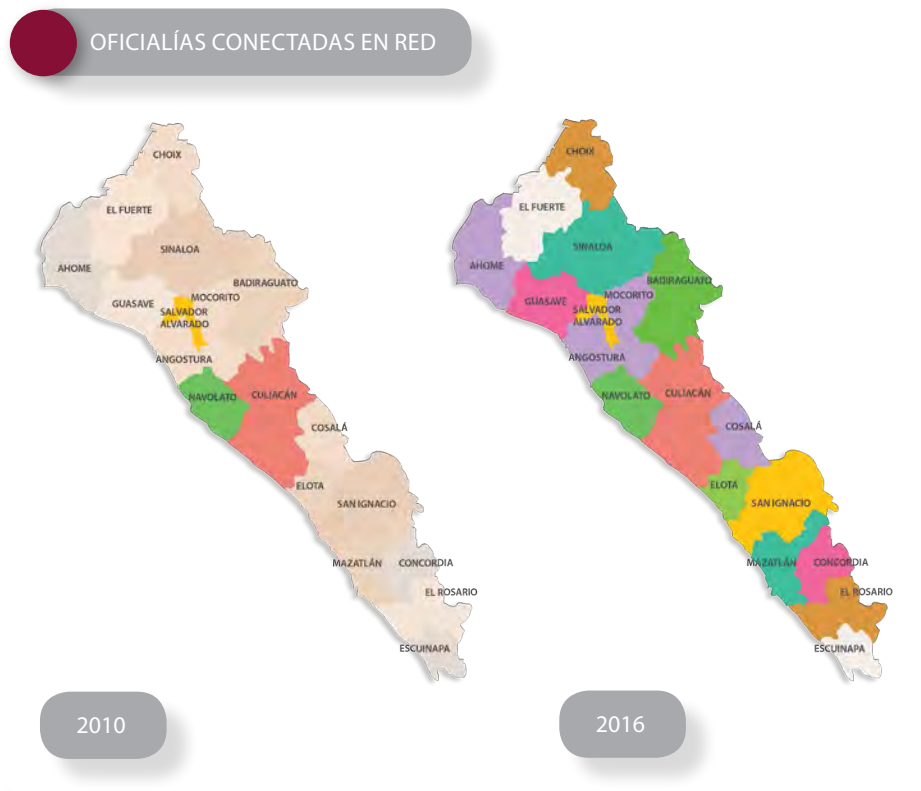 OFICIALÍAS CONECTADAS EN RED
CHOIX
EL FUERTE
SINALOA
AHOME
BADIRAGUATO
GUASAVE
MOCORITO
SALVADOR
ALVARADO
ANGOSTURA
NAVOLATO
CULIACÁN
COSALÁ
ELOTA
SAN IGNACIO
MAZATLÁN
CONCORDIA
EL ROSARIO
ESCUINAPA
2010
CHOIX
EL FUERTE
SINALOA
AHOME
BADIRAGUATO
GUASAVE
MOCORITO
SALVADOR
ALVARADO
ANGOSTURA
NAVOLATO
CULIACÁN
COSALÁ
ELOTA
SAN IGNACIO
MAZATLÁN
CONCORDIA
EL ROSARIO
ESCUINAPA
2016